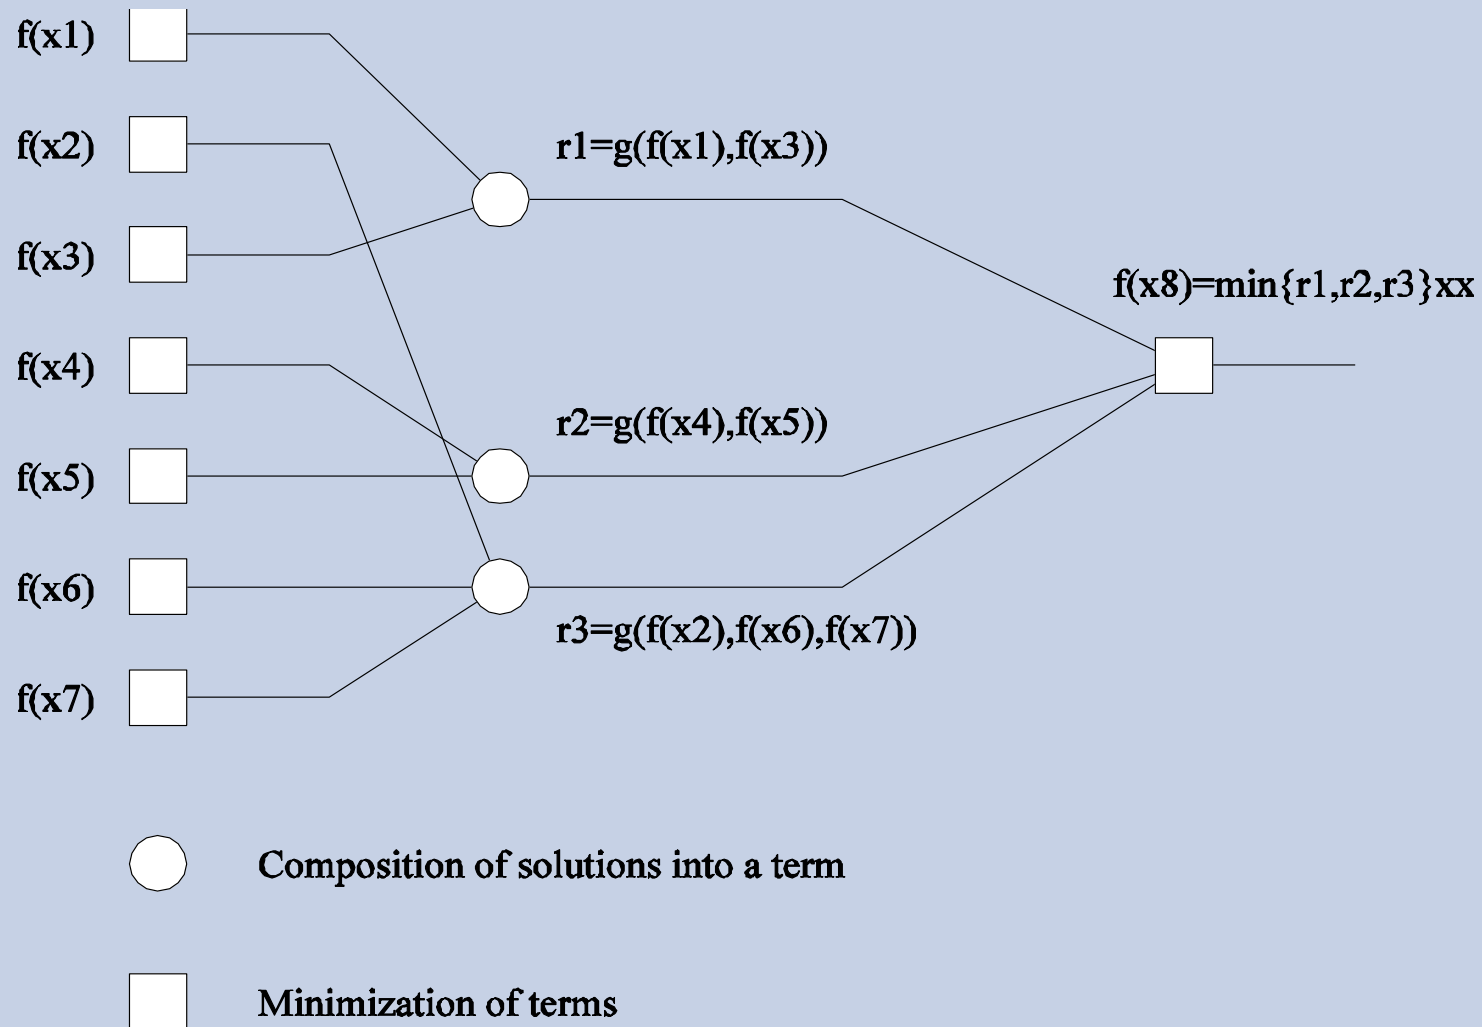 f(x1)
f(x2)
r1=g(f(x1),f(x3))
f(x3)
f(x8)=min{r1,r2,r3}xx
f(x4)
r2=g(f(x4),f(x5))
f(x5)
f(x6)
r3=g(f(x2),f(x6),f(x7))
f(x7)
Composition of solutions into a term
Minimization of terms